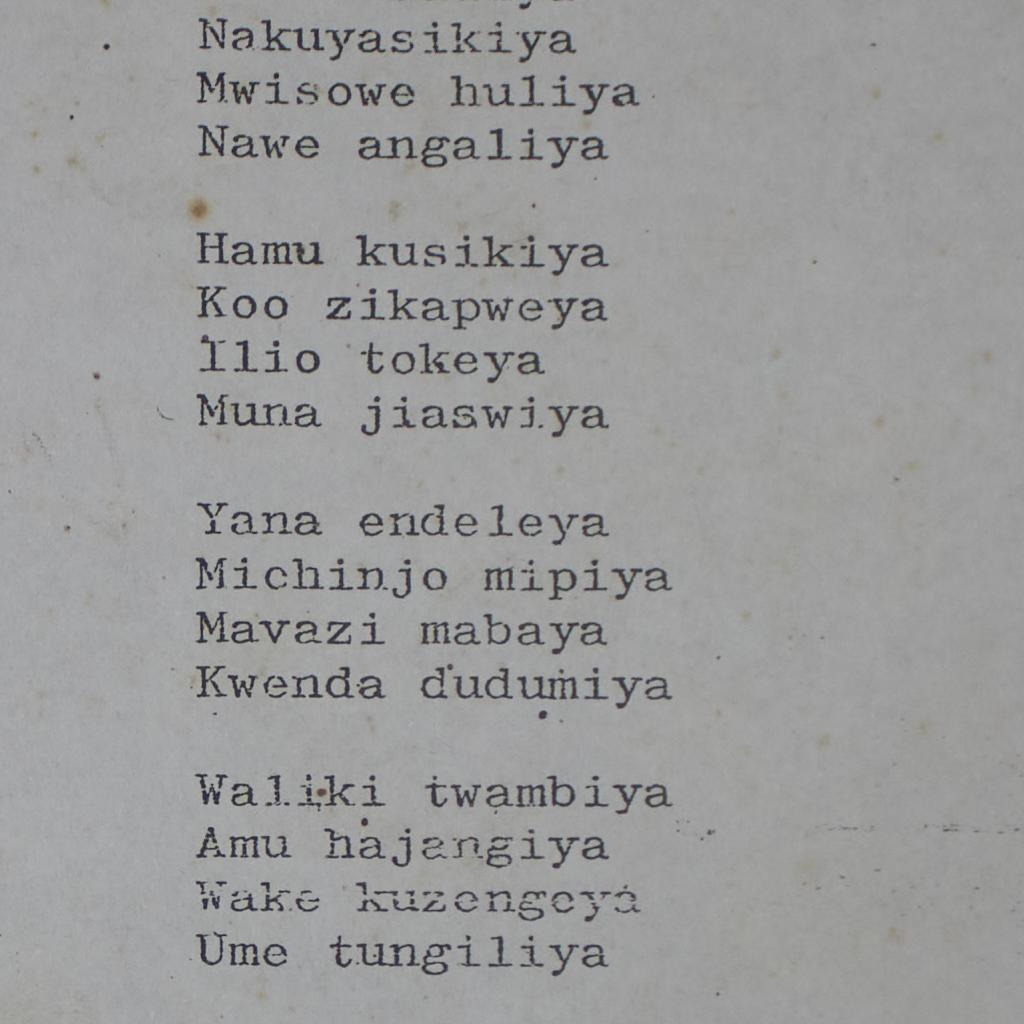 Nakuyasikiya
Mwisowe huliya
Nawe angaliya
Hamu kusikiya
Koo zikapweya
Ilio tokeya
Muna jiaswiya
Yana endeleya
Michinjo mipiya
Mavazi mabaya
Kwenda dudumiya
Waliki twambiya
Amu hajangiya
Wake kuzengeya
Ume tungiliya